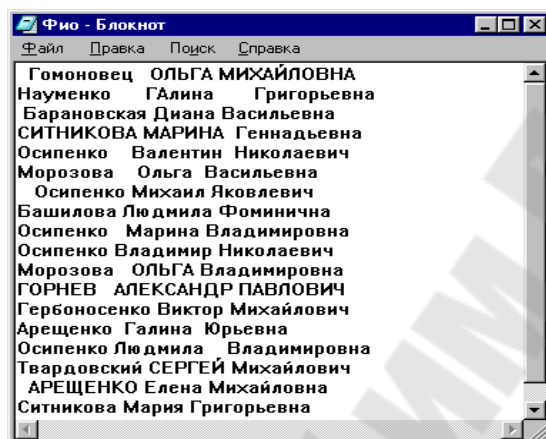 Фио - Блокнот
Файл Правка Поиск Справка
Гомоновец ОЛЬГА МИХАЙЛОВНА
Науменко ГАлина Григорьевна
Барановская Диана Васильевна
СИТНИКОВА МАРИНА Геннадьевна
Осипенко Валентин Николаевич
Морозова Ольга Васильевна
Осипенко Михаил Яковлевич
Башилова Людмила Фоминична
Осипенко Марина Владимировна
Осипенко Владимир Николаевич
Морозова ОЛЬГА Владимировна
ГОРНЕВ АЛЕКСАНДР ПАВЛОВИЧ
Гербоносенко Виктор Михайлович
Арещенко Галина Юрьевна
Осипенко Людмила Владимировна
Твардовский СЕРГЕЙ Михайлович
АРЕЩЕНКО Елена Михайловна
Ситникова Мария Григорьевна